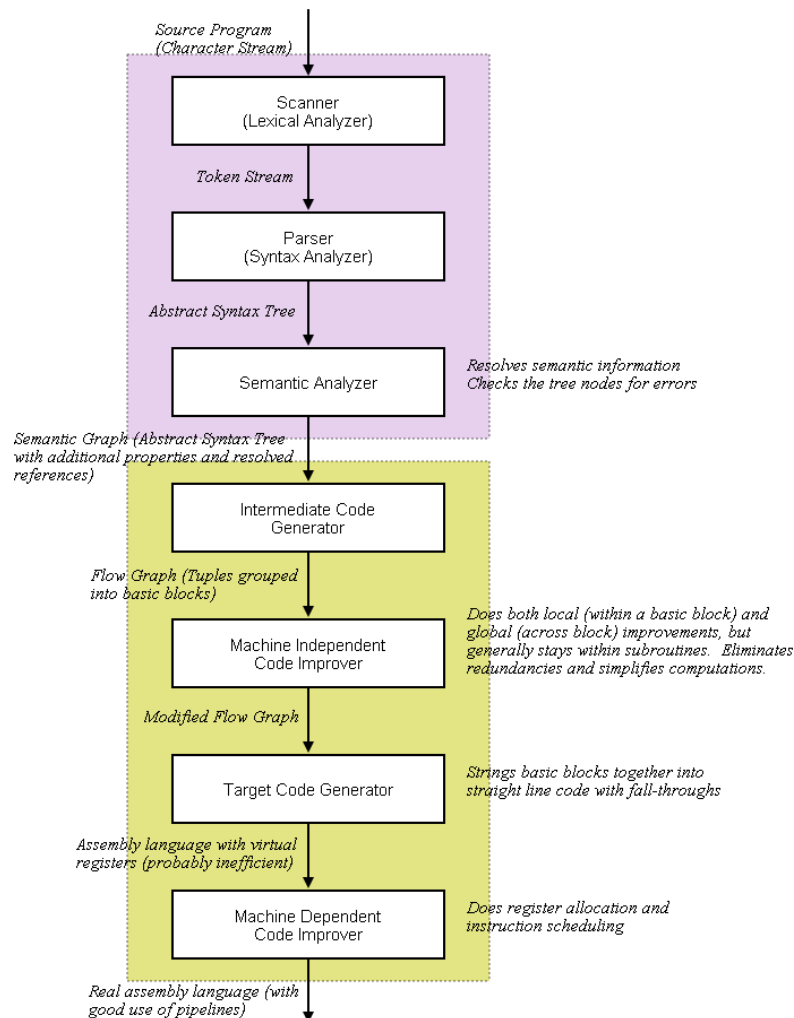 Source Program
(Character Stream)
Scanner
(Lexical Analyzer)
Token Stream
Parser
(Syntax Analyzer)
Abstract Syntax Tree
Semantic Analyzer
Resolves semantic information
Checks the tree nodes for errors
Semantic Graph (Abstract Syntax Tree
with additional properties and resolved
references)
Intermediate Code
Generator
Flow Graph (Tuples grouped
into basic blocks)
Machine Independent
Code Improver
Does both local (within a basic block) and
global (across block) improvements, but
generally stays within subroutines. Eliminates
redundancies and simplifies computations.
Modified Flow Graph
Target Code Generator
Strings basic blocks together into
straight line code with fall-throughs
Assembly language with virtual
registers (probably inefficient)
Machine Dependent
Code Improver
Does register allocation and
instruction scheduling
Real assembly language (with
good use of pipelines)